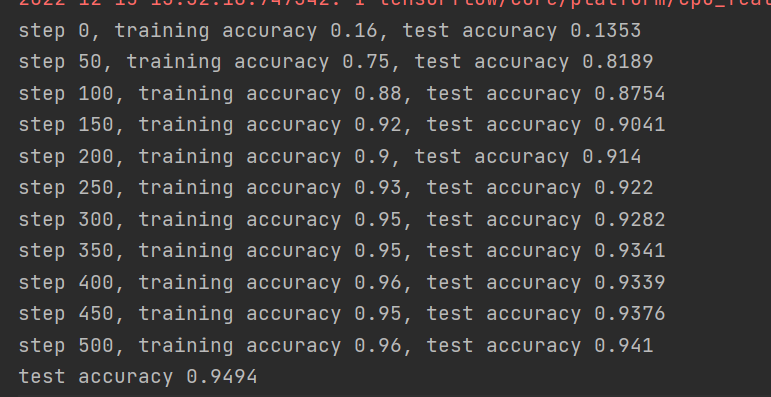 2022-12-15 15:52:18.747542: I tensorflow/core/platform/cpu_feat
step 0, training accuracy 0.16, test accuracy 0.1353
step 50, training accuracy 0.75, test accuracy 0.8189
step 100, training accuracy 0.88, test accuracy 0.8754
step 150, training accuracy 0.92, test accuracy 0.9041
step 200, training accuracy 0.9, test accuracy 0.914
step 250, training accuracy 0.93, test accuracy 0.922
step 300, training accuracy 0.95, test accuracy 0.9282
step 350, training accuracy 0.95, test accuracy 0.9341
step 400, training accuracy 0.96, test accuracy 0.9339
step 450, training accuracy 0.95, test accuracy 0.9376
step 500, training accuracy 0.96, test accuracy 0.941
test accuracy 0.9494